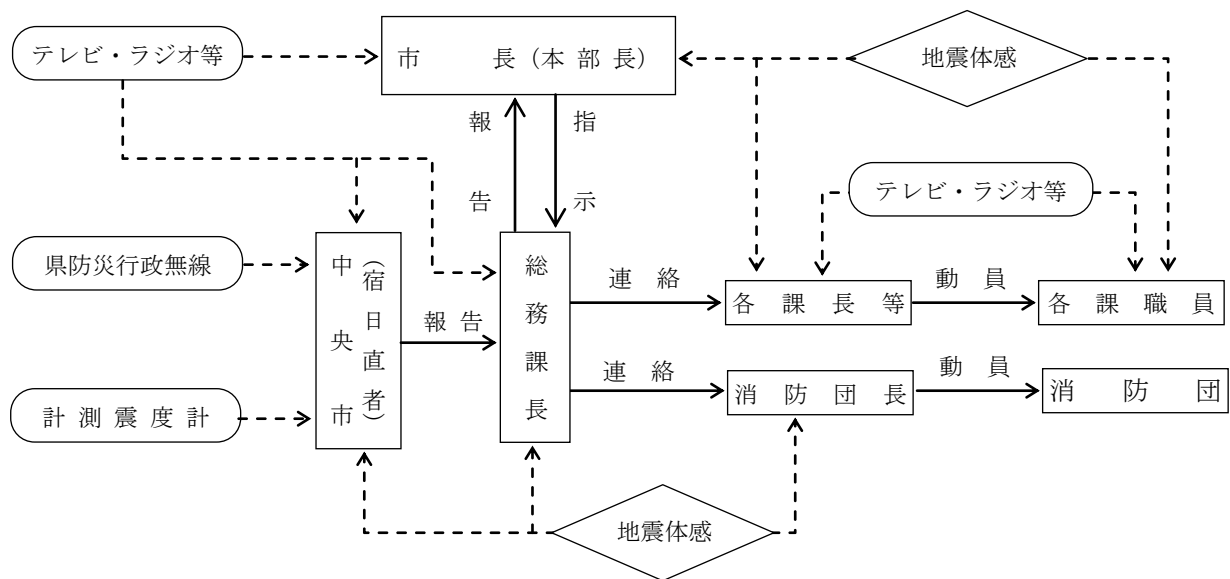 テレビ・ラジオ等
市長（本部長）
地震体感
報告
指示
テレビ・ラジオ等
県防災行政無線
中央市
（宿日直者）
総務課長
連絡
各課長等
動員
各課職員
報告
計測震度計
連絡
消防団長
動員
消防団
地震体感